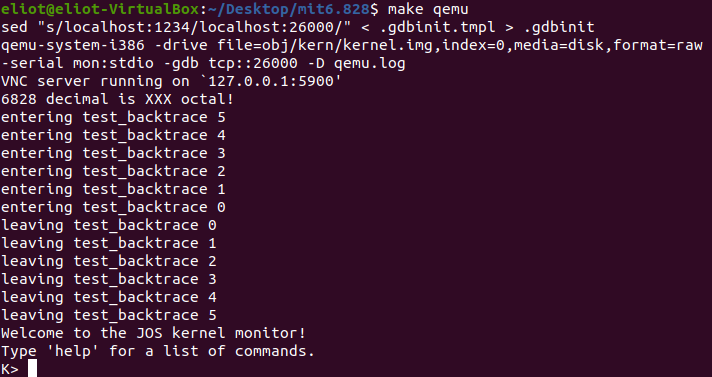 eliot@eliot-VirtualBox:~/Desktop/mit6.828$ make qemu
sed "s/localhost:1234/localhost:26000/" < .gdbinit.tmpl > .gdbinit
qemu-system-i386 -drive file=obj/kern/kernel.img,index=0,media=disk,format=raw
-serial mon:stdio -gdb tcp::26000 -D qemu.log
VNC server running on `127.0.0.1:5900'
6828 decimal is XXX octal!
entering test_backtrace 5
entering test_backtrace 4
entering test_backtrace 3
entering test_backtrace 2
entering test_backtrace 1
entering test_backtrace 0
leaving test_backtrace 0
leaving test_backtrace 1
leaving test_backtrace 2
leaving test_backtrace 3
leaving test_backtrace 4
leaving test_backtrace 5
Welcome to the JOS kernel monitor!
Type 'help' for a list of commands.
K>